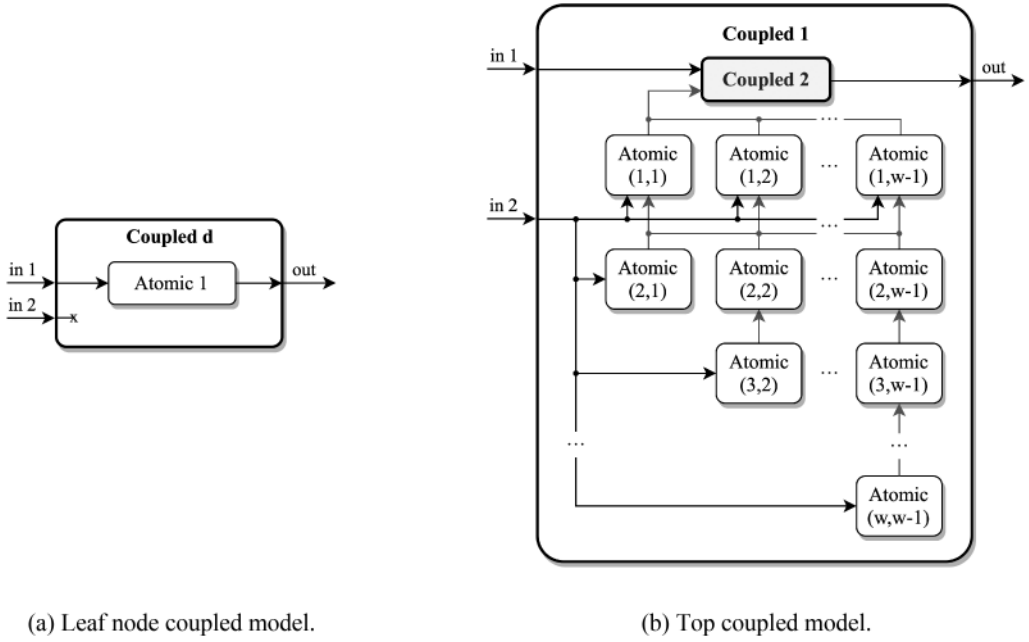 Coupled d
in 1
Atomic 1
out
in 2
x
(a) Leaf node coupled model.
Coupled 1
in 1
Coupled 2
out
...
Atomic
(1,1)
Atomic
(1,2)
...
Atomic
(1,w-1)
in 2
...
...
Atomic
(2,1)
Atomic
(2,2)
...
Atomic
(2,w-1)
Atomic
(3,2)
...
Atomic
(3,w-1)
...
...
Atomic
(w,w-1)
(b) Top coupled model.